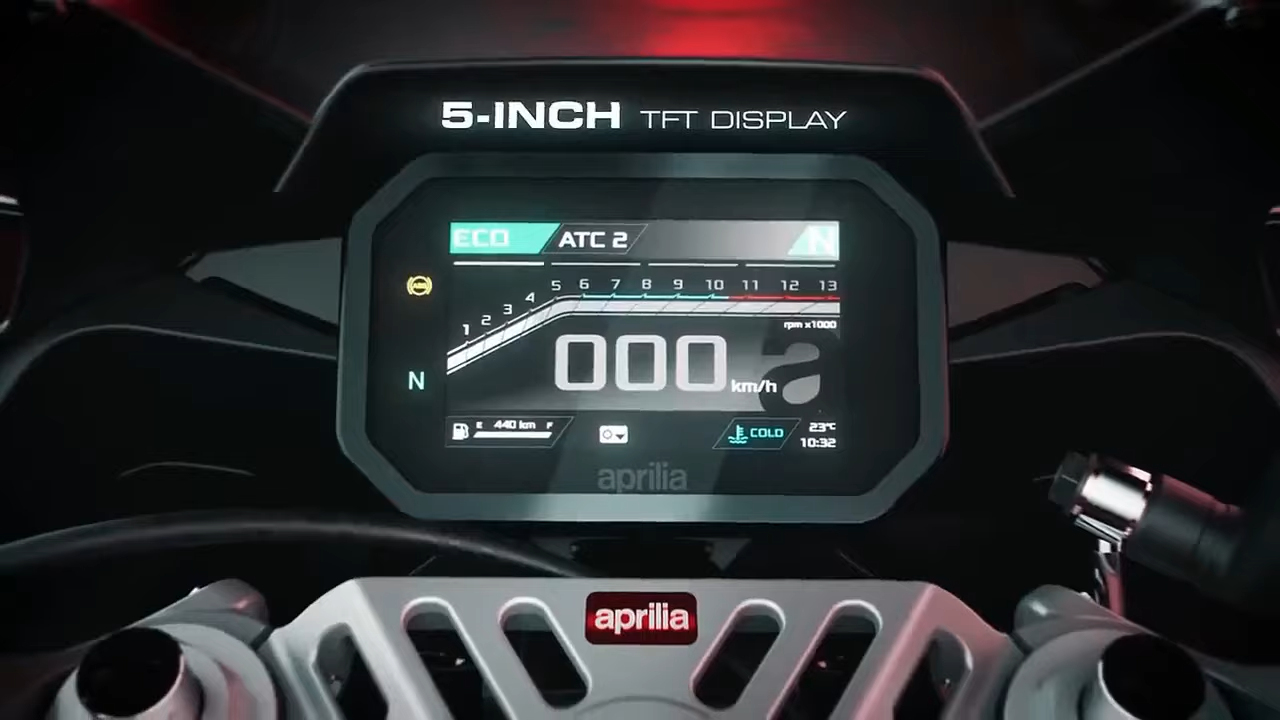 5-INCH TFT DISPLAY
ECO ATC 2 N
ABS
1 2 3 4 5 6 7 8 9 10 11 12 13
rpm x1000
000 km/h
a
N
E 440 km F
COLD
23°C
10:32
aprilia
aprilia